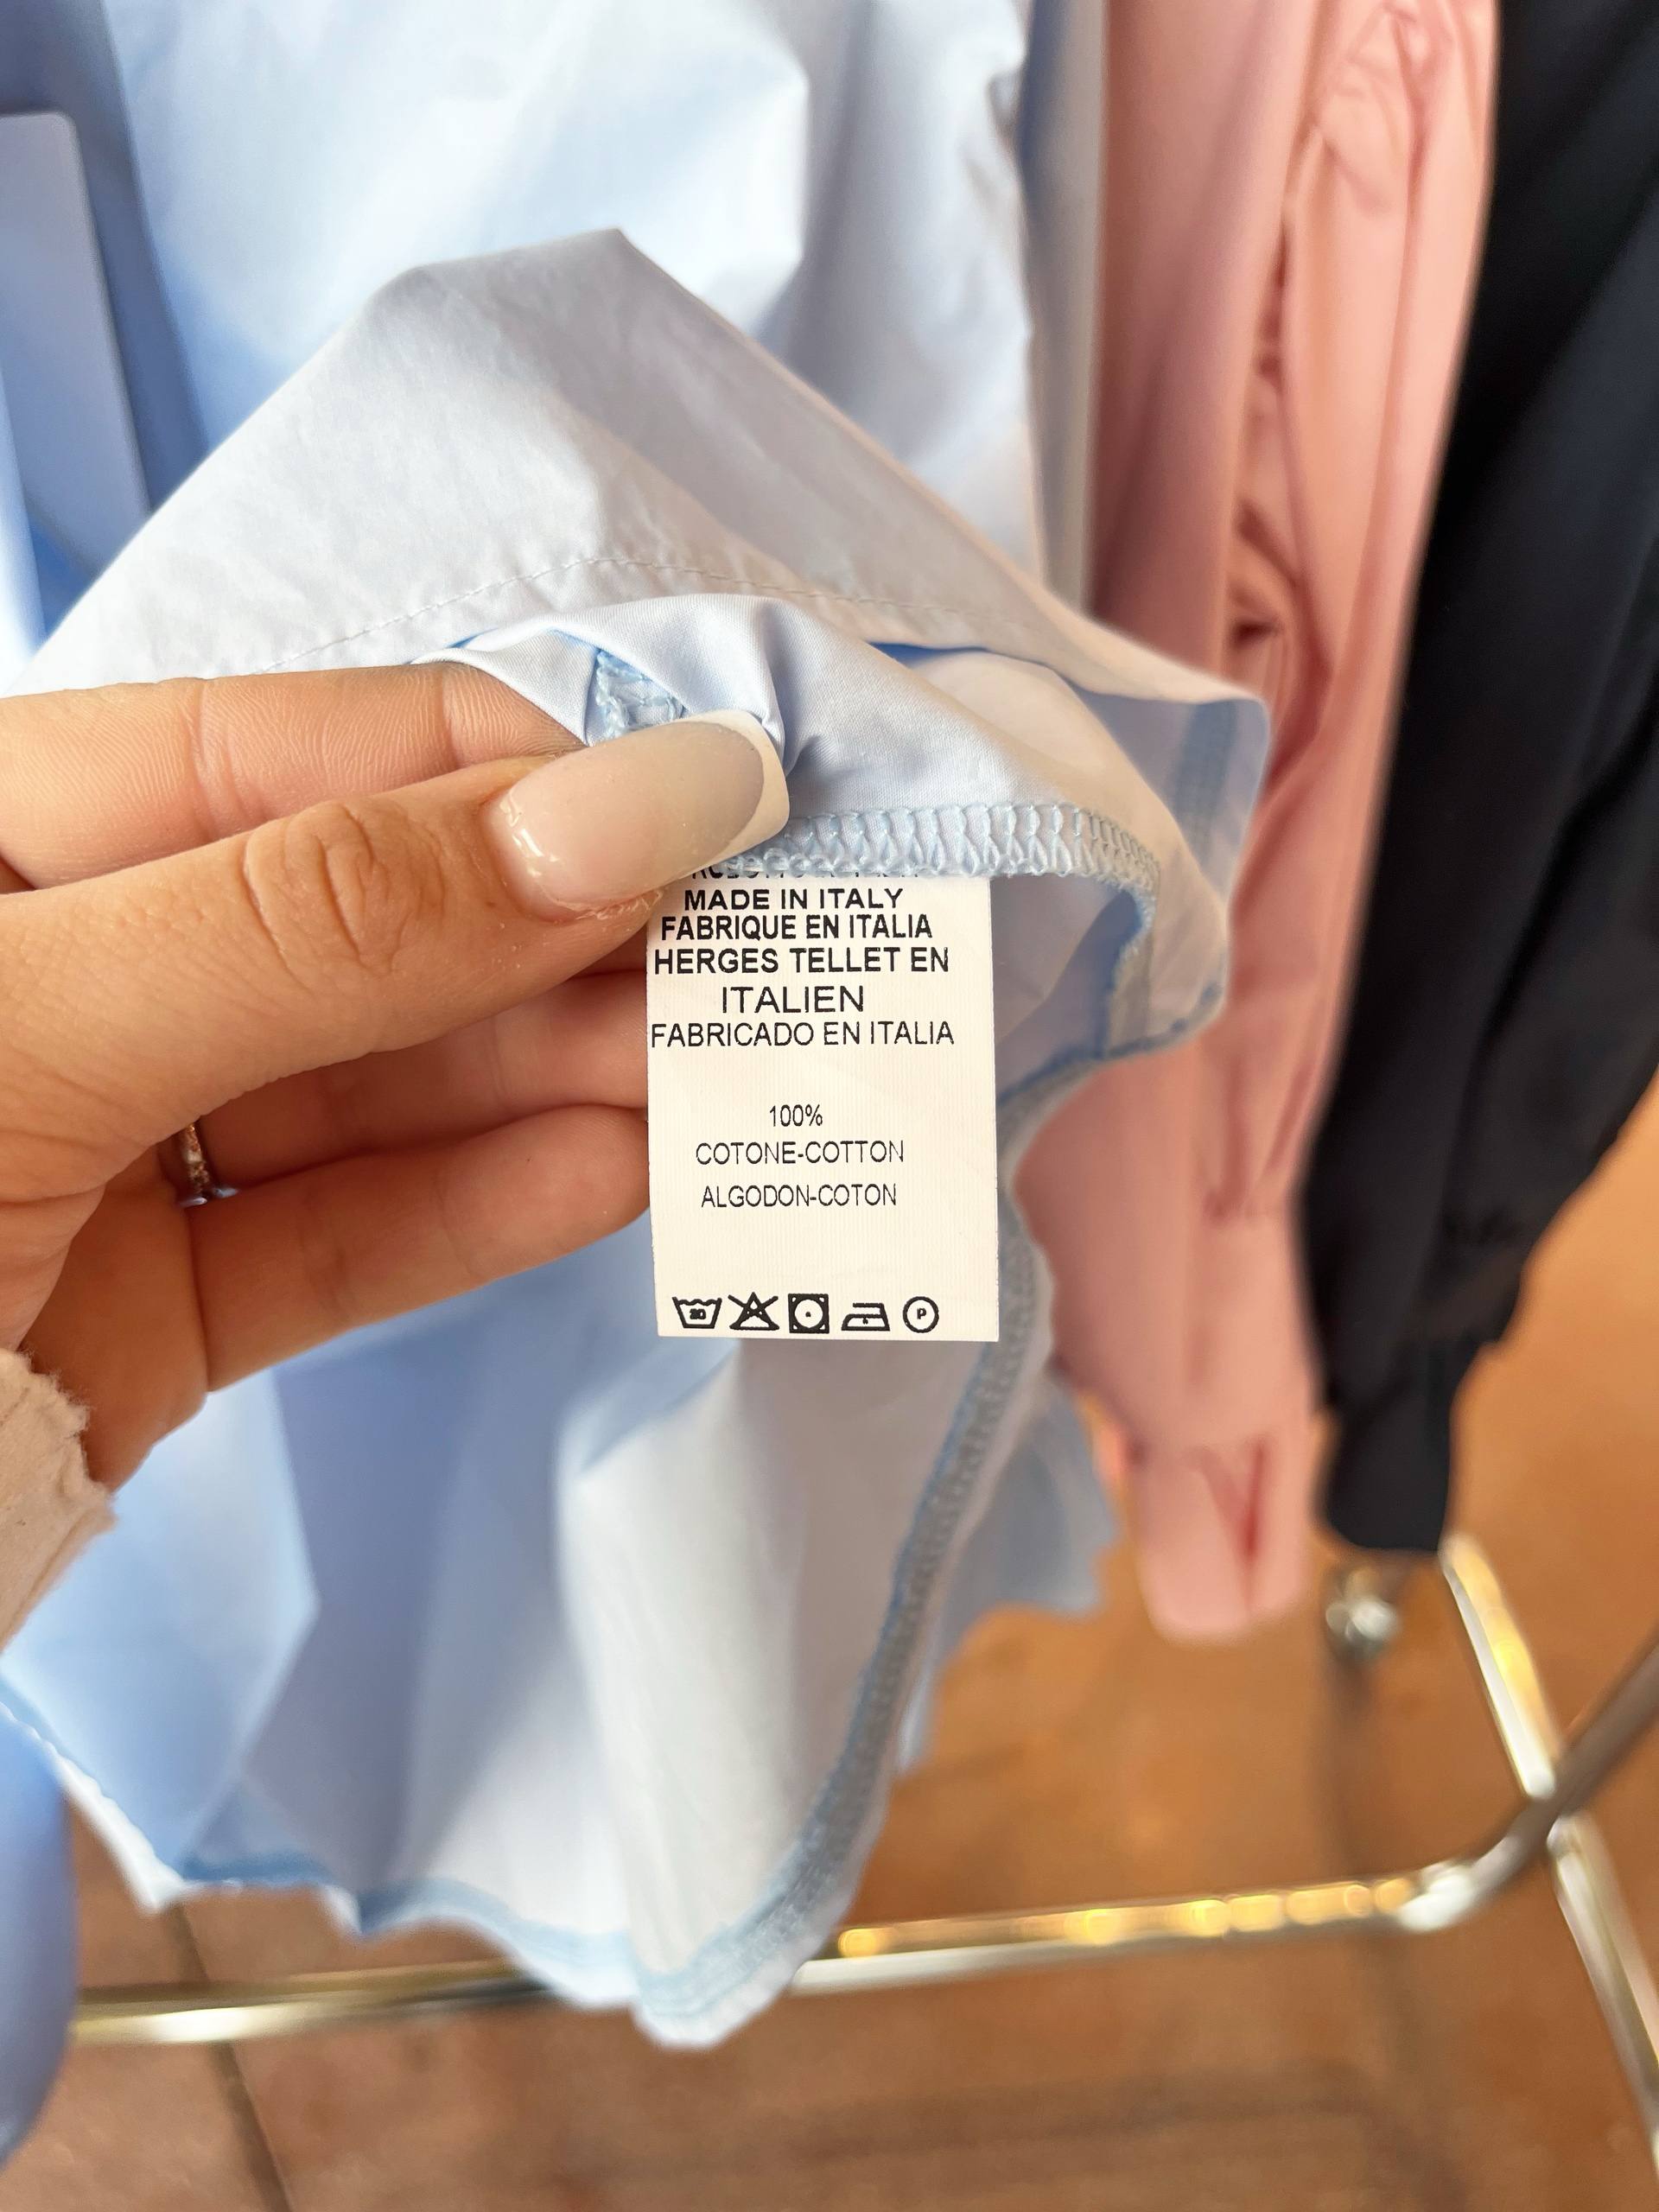 MADE IN ITALY
FABRIQUE EN ITALIA
HERGES TELLET EN
ITALIEN
FABRICADO EN ITALIA
100%
COTONE-COTTON
ALGODON-COTON
P